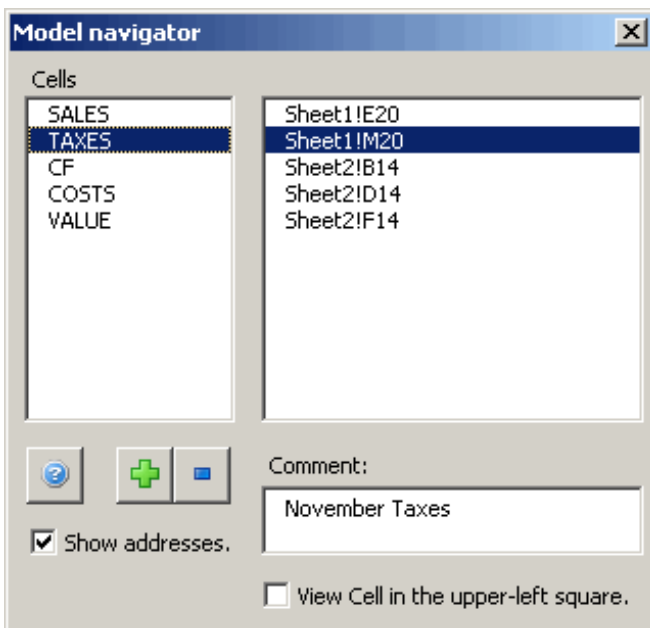 Model navigator
Cells
SALES
TAXES
CF
COSTS
VALUE
Sheet1!E20
Sheet1!M20
Sheet2!B14
Sheet2!D14
Sheet2!F14
Comment:
November Taxes
Show addresses.
View Cell in the upper-left square.